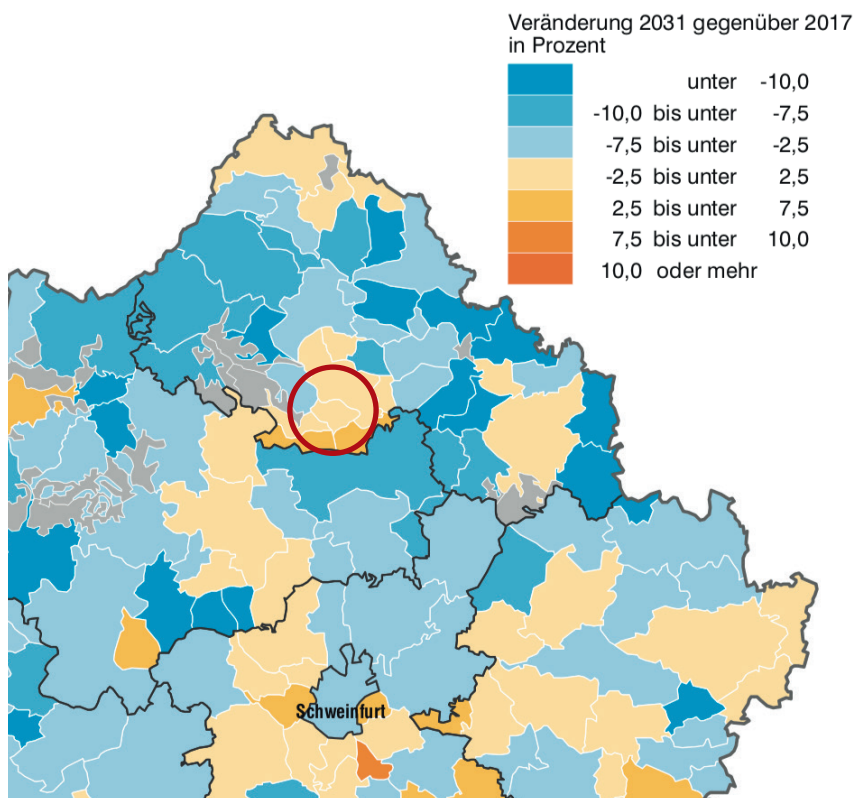 Veränderung 2031 gegenüber 2017
in Prozent
unter -10,0
-10,0 bis unter -7,5
-7,5 bis unter -2,5
-2,5 bis unter 2,5
2,5 bis unter 7,5
7,5 bis unter 10,0
10,0 oder mehr
Schweinfurt